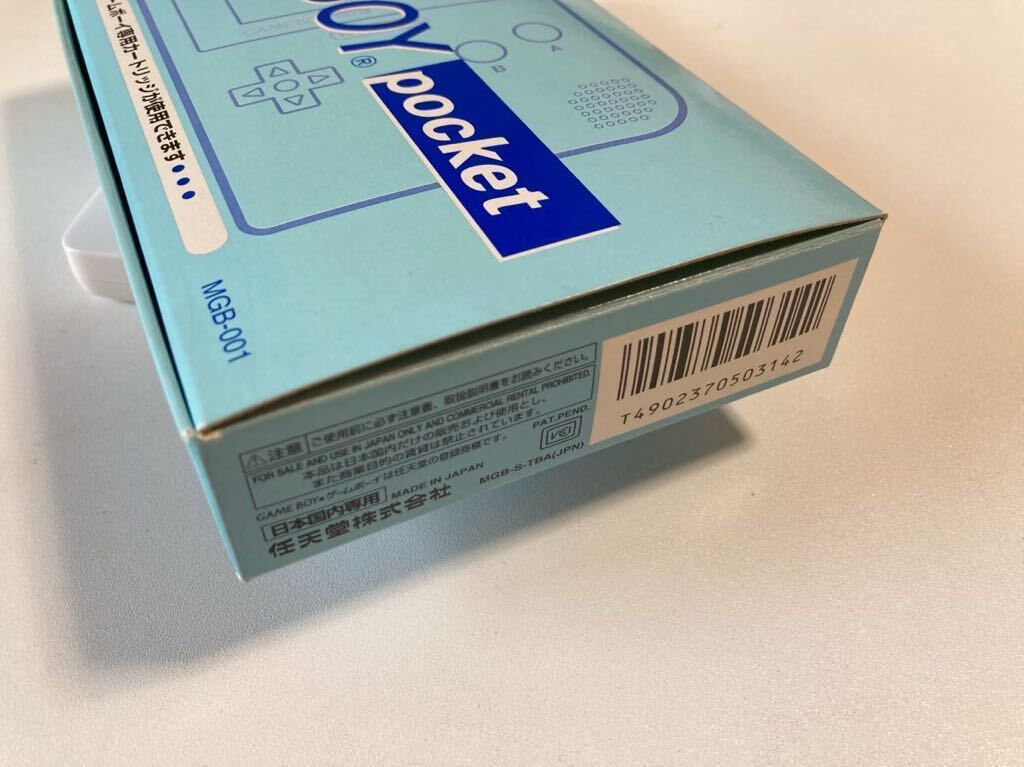 GAME BOY
OY®
pocket
A
B
ームボーイ専用カートリッジが使用できます•••
MGB-001
注意 ご使用前に必ず注意書、取扱説明書をお読みください。
FOR SALE AND USE IN JAPAN ONLY AND COMMERCIAL RENTAL PROHIBITED.
本品は日本国内だけの販売および使用とし、
また商業目的の賃貸は禁止されています。
PAT.PEND.
VCI
GAME BOY®ゲームボーイは任天堂の登録商標です。
日本国内専用 MADE IN JAPAN MGB-S-TBA(JPN)
任天堂株式会社
T4902370503142